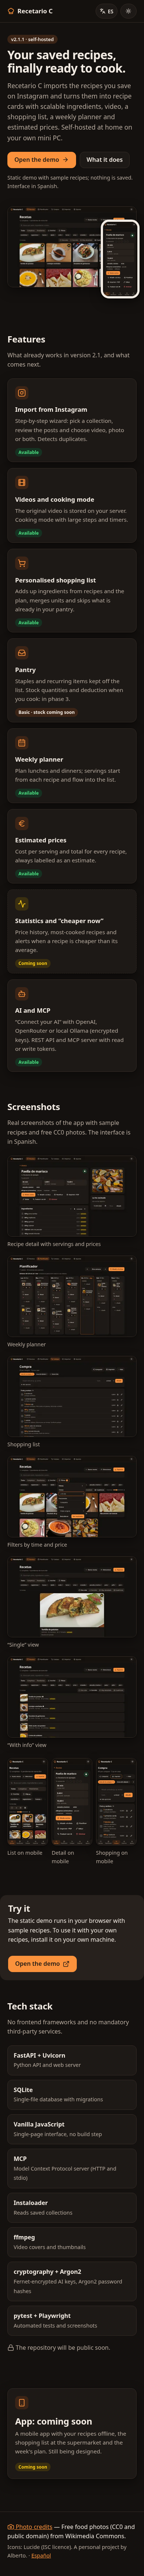 Recetario C
ES
v2.1.1 · self-hosted
Your saved recipes,
finally ready to cook.
Recetario C imports the recipes you save
on Instagram and turns them into recipe
cards with scalable ingredients, video, a
shopping list, a weekly planner and
estimated prices. Self-hosted at home on
your own mini PC.
Open the demo
What it does
Static demo with sample recipes; nothing is saved.
Interface in Spanish.
Features
What already works in version 2.1, and what
comes next.
Import from Instagram
Step-by-step wizard: pick a collection,
review the posts and choose video, photo
or both. Detects duplicates.
Available
Videos and cooking mode
The original video is stored on your server.
Cooking mode with large steps and timers.
Available
Personalised shopping list
Adds up ingredients from recipes and the
plan, merges units and skips what is
already in your pantry.
Available
Pantry
Staples and recurring items kept off the
list. Stock quantities and deduction when
you cook: in phase 3.
Basic · stock coming soon
Weekly planner
Plan lunches and dinners; servings start
from each recipe and flow into the list.
Available
Estimated prices
Cost per serving and total for every recipe,
always labelled as an estimate.
Available
Statistics and “cheaper now”
Price history, most-cooked recipes and
alerts when a recipe is cheaper than its
average.
Coming soon
AI and MCP
“Connect your AI” with OpenAI,
OpenRouter or local Ollama (encrypted
keys). REST API and MCP server with read
or write tokens.
Available
Screenshots
Real screenshots of the app with sample
recipes and free CC0 photos. The interface is
in Spanish.
Recipe detail with servings and prices
Planificador
Weekly planner
Compra
Shopping list
Recetas
Filters by time and price
Recetas
“Single” view
Recetas
“With info” view
List on mobile
Detail on
mobile
Shopping on
mobile
Try it
The static demo runs in your browser with
sample recipes. To use it with your own
recipes, install it on your own machine.
Open the demo
Tech stack
No frontend frameworks and no mandatory
third-party services.
FastAPI + Uvicorn
Python API and web server
SQLite
Single-file database with migrations
Vanilla JavaScript
Single-page interface, no build step
MCP
Model Context Protocol server (HTTP and
stdio)
Instaloader
Reads saved collections
ffmpeg
Video covers and thumbnails
cryptography + Argon2
Fernet-encrypted AI keys, Argon2 password
hashes
pytest + Playwright
Automated tests and screenshots
The repository will be public soon.
App: coming soon
A mobile app with your recipes offline, the
shopping list at the supermarket and the
week's plan. Still being designed.
Coming soon
Photo credits — Free food photos (CC0 and
public domain) from Wikimedia Commons.
Icons: Lucide (ISC licence). A personal project by
Alberto. · Español